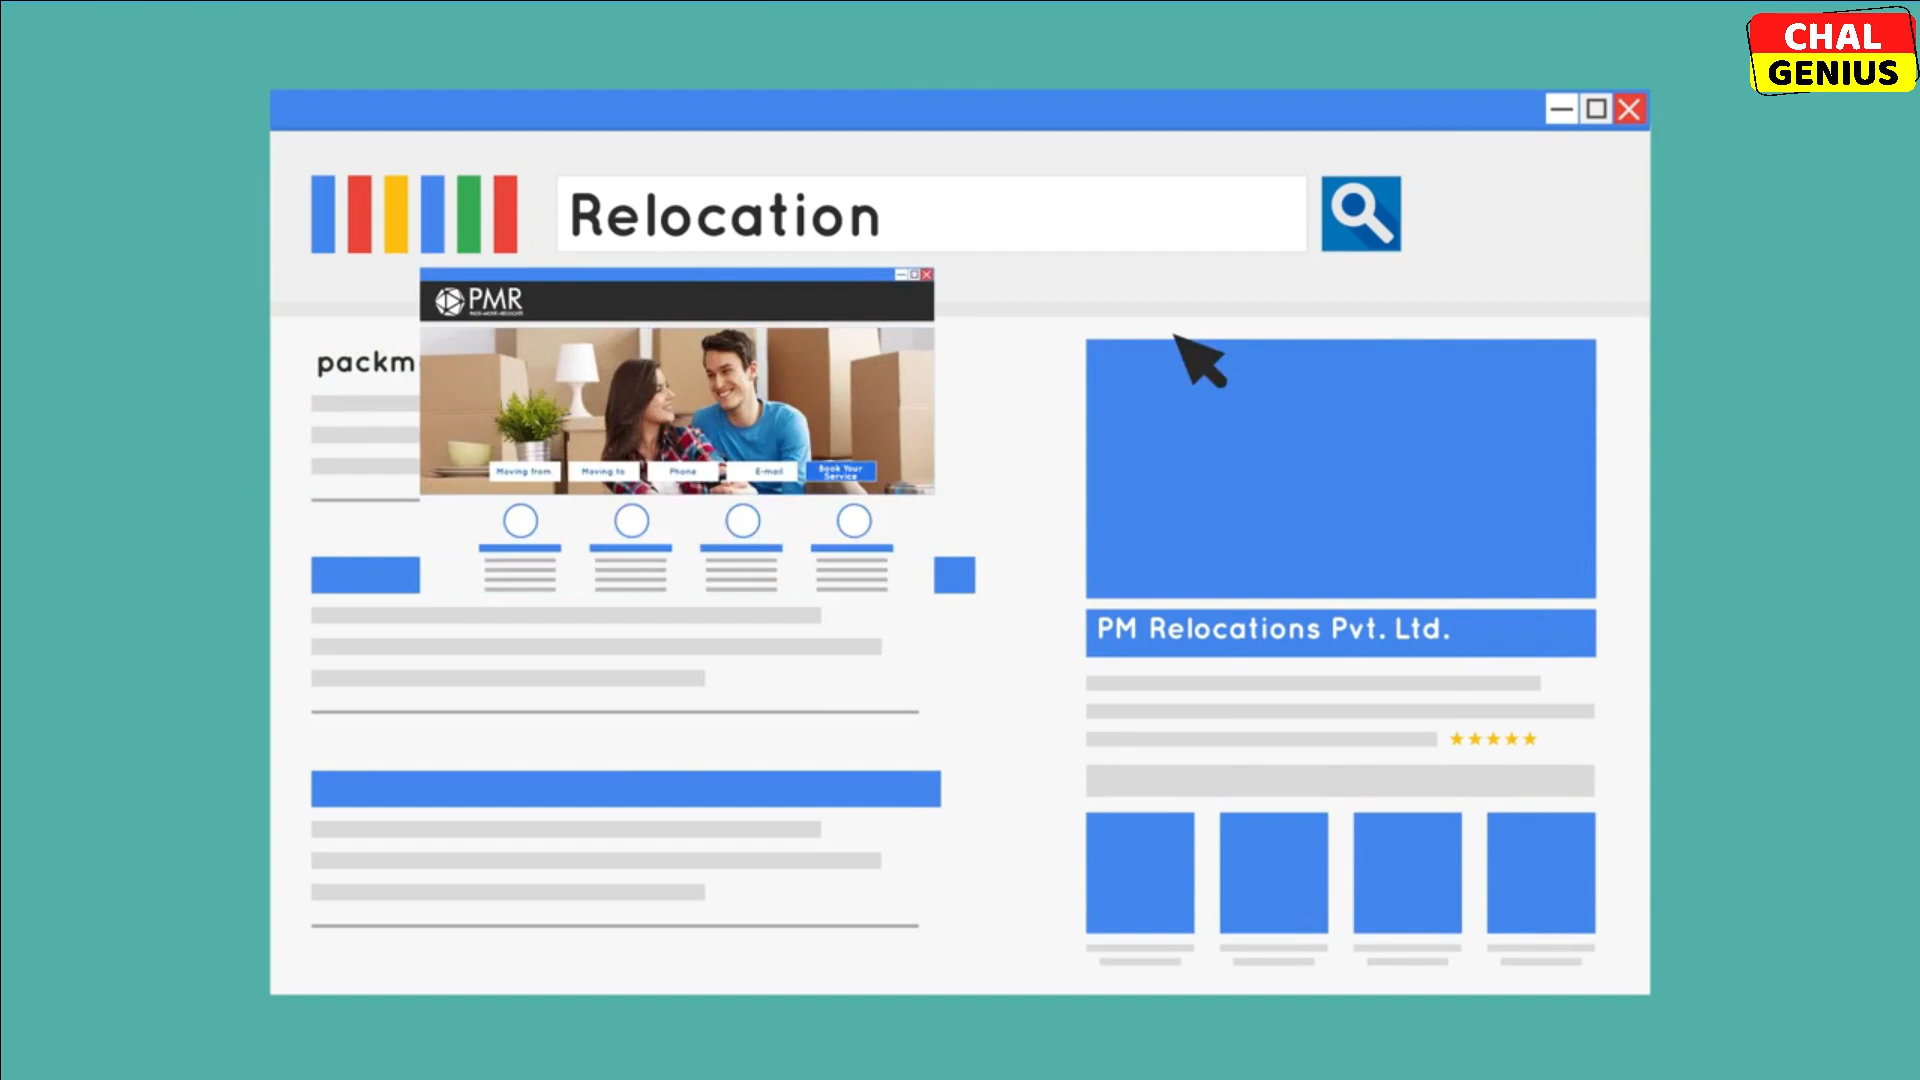 CHAL
GENIUS
Relocation
PMR
packm
Moving from
Moving to
Phone
E-mail
Book Your
Service
PM Relocations Pvt. Ltd.